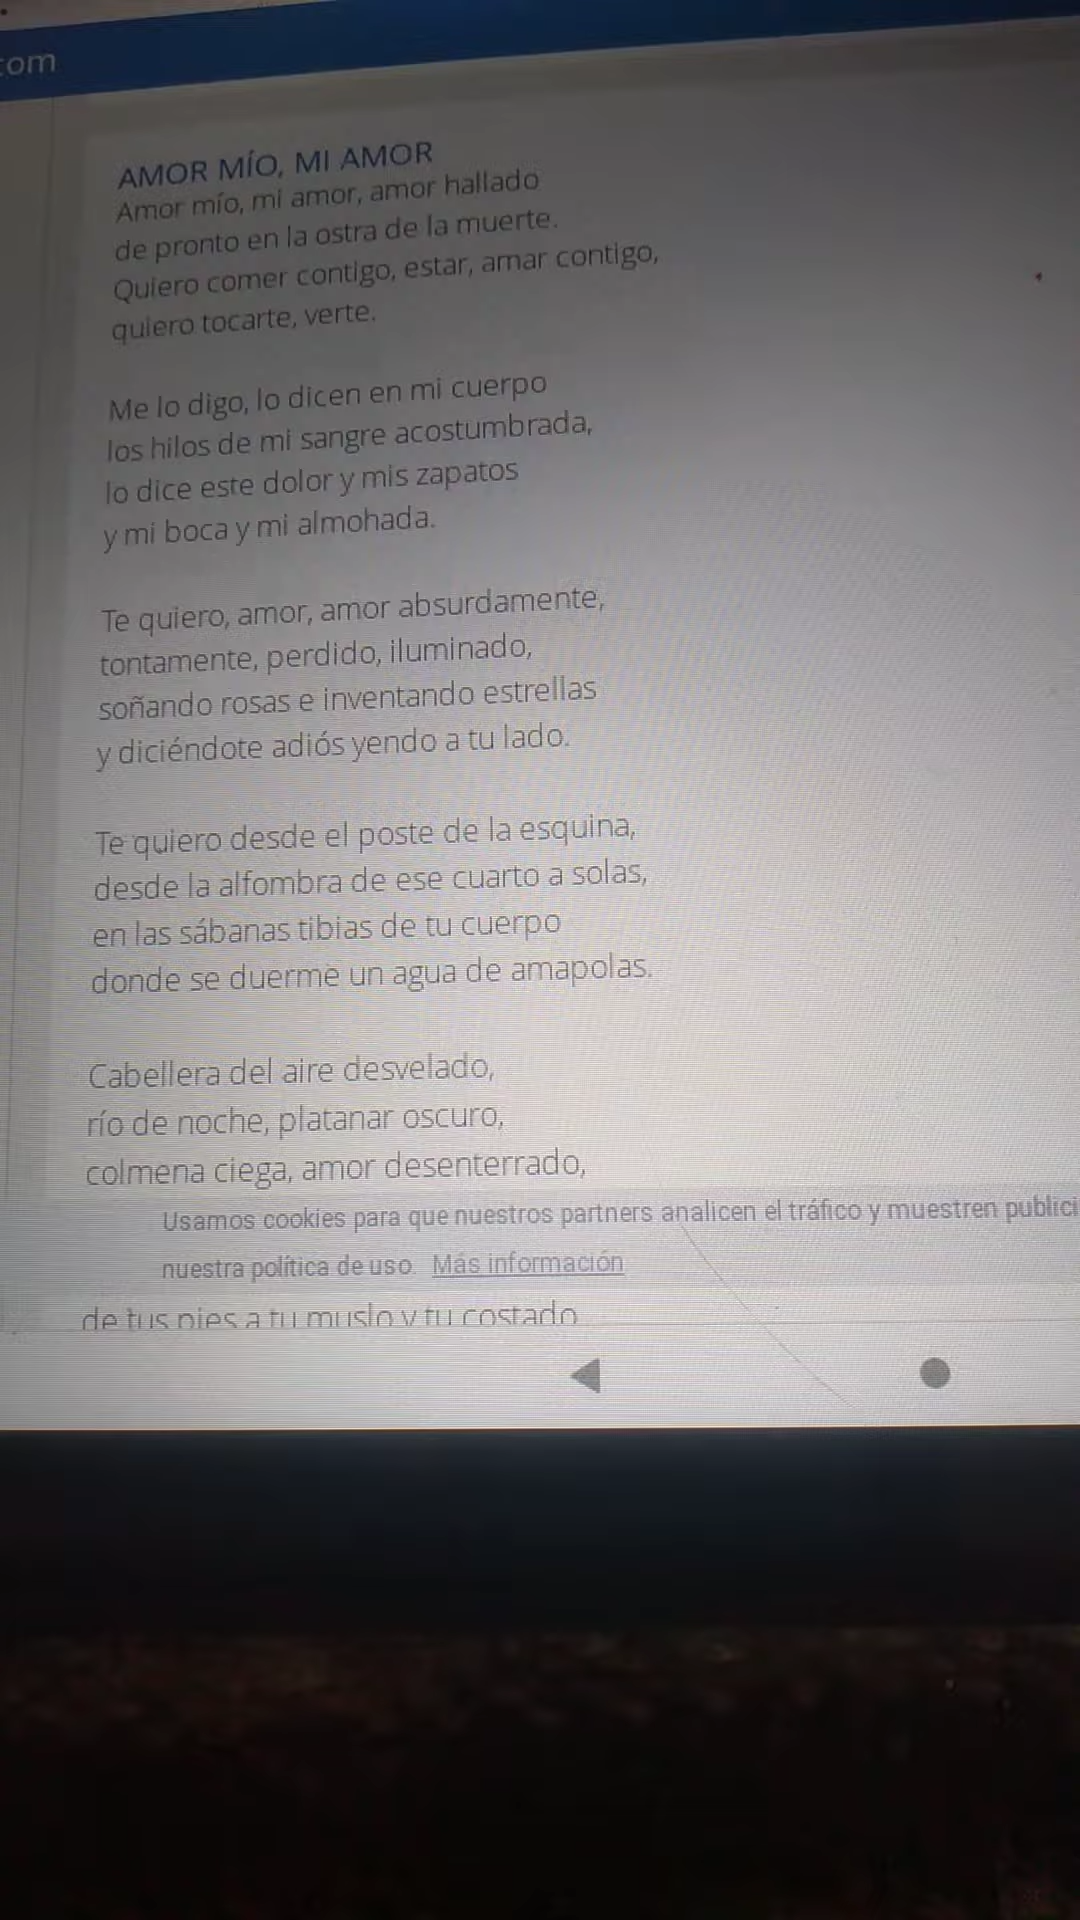 com
AMOR MÍO, MI AMOR
Amor mío, mi amor, amor hallado
de pronto en la ostra de la muerte.
Quiero comer contigo, estar, amar contigo,
quiero tocarte, verte.
Me lo digo, lo dicen en mi cuerpo
los hilos de mi sangre acostumbrada,
lo dice este dolor y mis zapatos
y mi boca y mi almohada.
Te quiero, amor, amor absurdamente,
tontamente, perdido, iluminado,
soñando rosas e inventando estrellas
y diciéndote adiós yendo a tu lado.
Te quiero desde el poste de la esquina,
desde la alfombra de ese cuarto a solas,
en las sábanas tibias de tu cuerpo
donde se duerme un agua de amapolas.
Cabellera del aire desvelado,
río de noche, platanar oscuro,
colmena ciega, amor desenterrado,
Usamos cookies para que nuestros partners analicen el tráfico y muestren publici
nuestra política de uso. Más información
de tus pies a tu muslo y tu costado